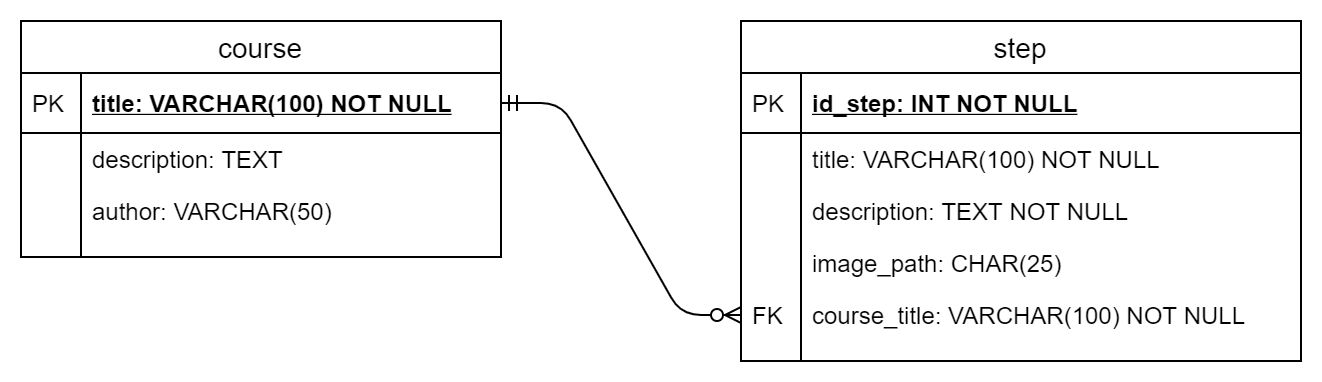 course
PK title: VARCHAR(100) NOT NULL
description: TEXT
author: VARCHAR(50)
step
PK id_step: INT NOT NULL
title: VARCHAR(100) NOT NULL
description: TEXT NOT NULL
image_path: CHAR(25)
FK course_title: VARCHAR(100) NOT NULL